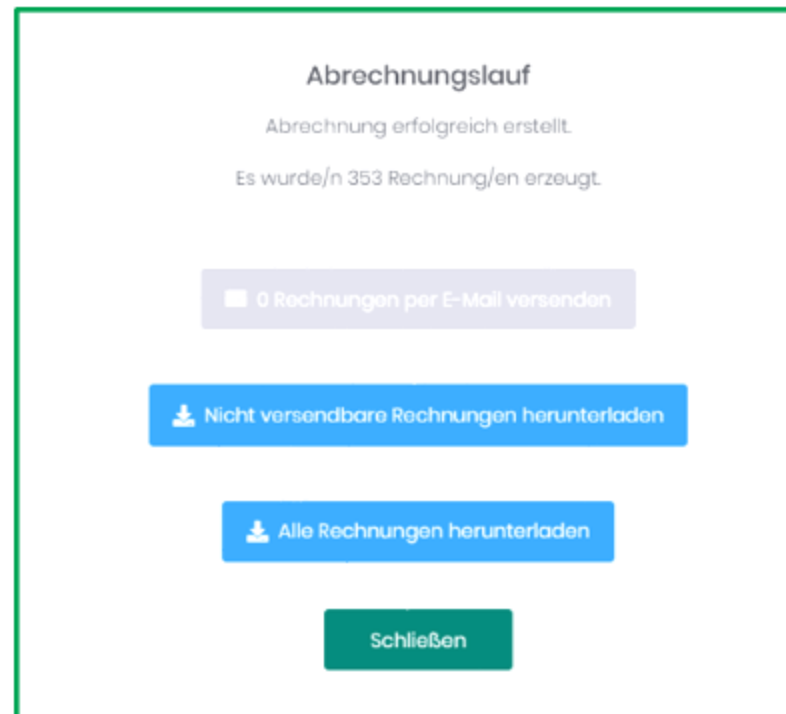 Abrechnungslauf
Abrechnung erfolgreich erstellt.
Es wurde/n 353 Rechnung/en erzeugt.
0 Rechnungen per E-Mail versenden
Nicht versendbare Rechnungen herunterladen
Alle Rechnungen herunterladen
Schließen